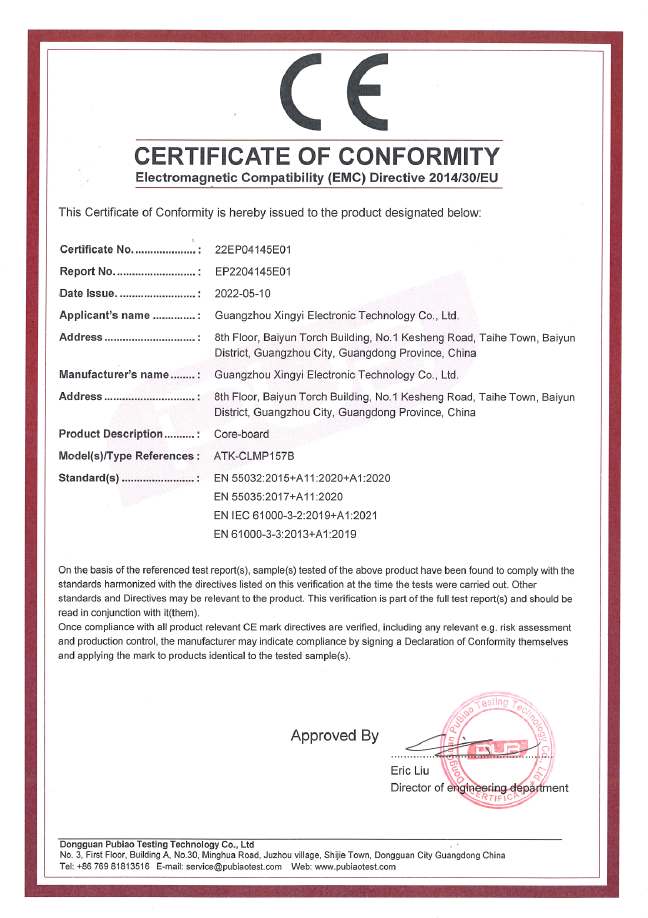 CE
CERTIFICATE OF CONFORMITY
Electromagnetic Compatibility (EMC) Directive 2014/30/EU
This Certificate of Conformity is hereby issued to the product designated below:
Certificate No. ..................... : 22EP04145E01
Report No. .......................... : EP2204145E01
Date Issue. ......................... : 2022-05-10
Applicant's name .............. : Guangzhou Xingyi Electronic Technology Co., Ltd.
Address .............................. : 8th Floor, Baiyun Torch Building, No.1 Kesheng Road, Taihe Town, Baiyun
District, Guangzhou City, Guangdong Province, China
Manufacturer's name ........ : Guangzhou Xingyi Electronic Technology Co., Ltd.
Address .............................. : 8th Floor, Baiyun Torch Building, No.1 Kesheng Road, Taihe Town, Baiyun
District, Guangzhou City, Guangdong Province, China
Product Description .......... : Core-board
Model(s)/Type References : ATK-CLMP157B
Standard(s) ........................ : EN 55032:2015+A11:2020+A1:2020
EN 55035:2017+A11:2020
EN IEC 61000-3-2:2019+A1:2021
EN 61000-3-3:2013+A1:2019
On the basis of the referenced test report(s), sample(s) tested of the above product have been found to comply with the
standards harmonized with the directives listed on this verification at the time the tests were carried out. Other
standards and Directives may be relevant to the product. This verification is part of the full test report(s) and should be
read in conjunction with it(them).
Once compliance with all product relevant CE mark directives are verified, including any relevant e.g. risk assessment
and production control, the manufacturer may indicate compliance by signing a Declaration of Conformity themselves
and applying the mark to products identical to the tested sample(s).
Approved By
Dongguan PuBiao Testing Technology Co., Ltd
CERTIFICATE
Eric Liu
Director of engineering department
Dongguan Pubiao Testing Technology Co., Ltd
No. 3, First Floor, Building A, No.30, Minghua Road, Juzhou village, Shijie Town, Dongguan City Guangdong China
Tel: +86 769 81813516 E-mail: service@pubiaotest.com Web: www.pubiaotest.com